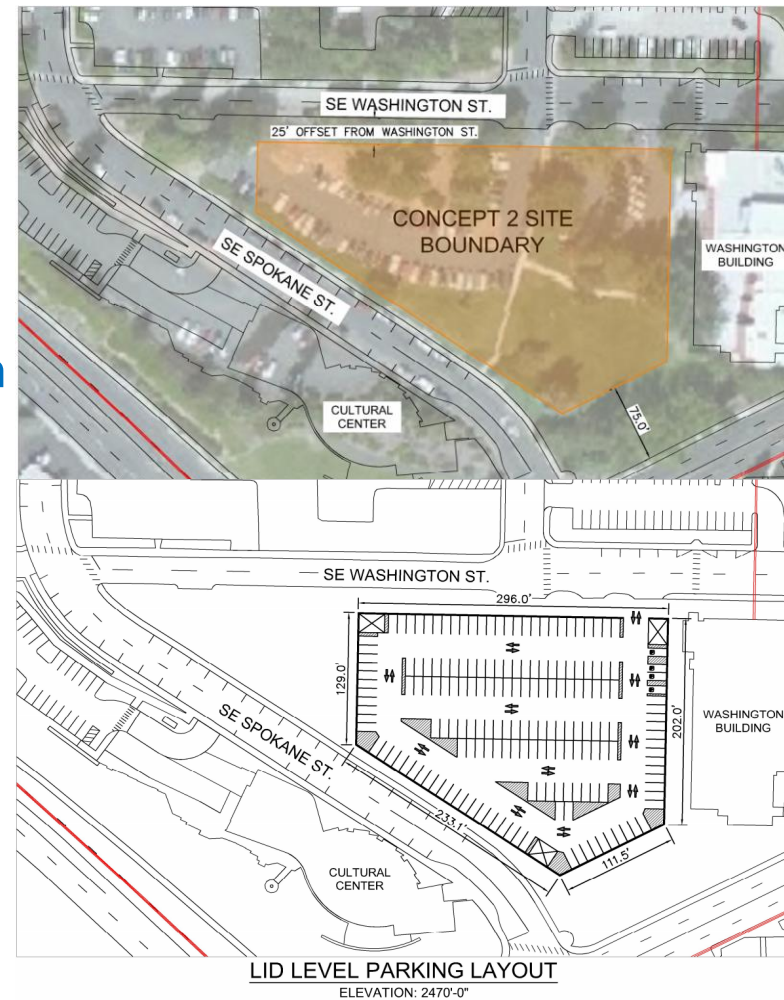 SE WASHINGTON ST.
25' OFFSET FROM WASHINGTON ST.
CONCEPT 2 SITE
BOUNDARY
WASHINGTON
BUILDING
SE SPOKANE ST.
CULTURAL
CENTER
75.0'
SE WASHINGTON ST.
296.0'
129.0'
202.0'
SE SPOKANE ST.
WASHINGTON
BUILDING
233.1'
111.5'
CULTURAL
CENTER
LID LEVEL PARKING LAYOUT
ELEVATION: 2470'-0"